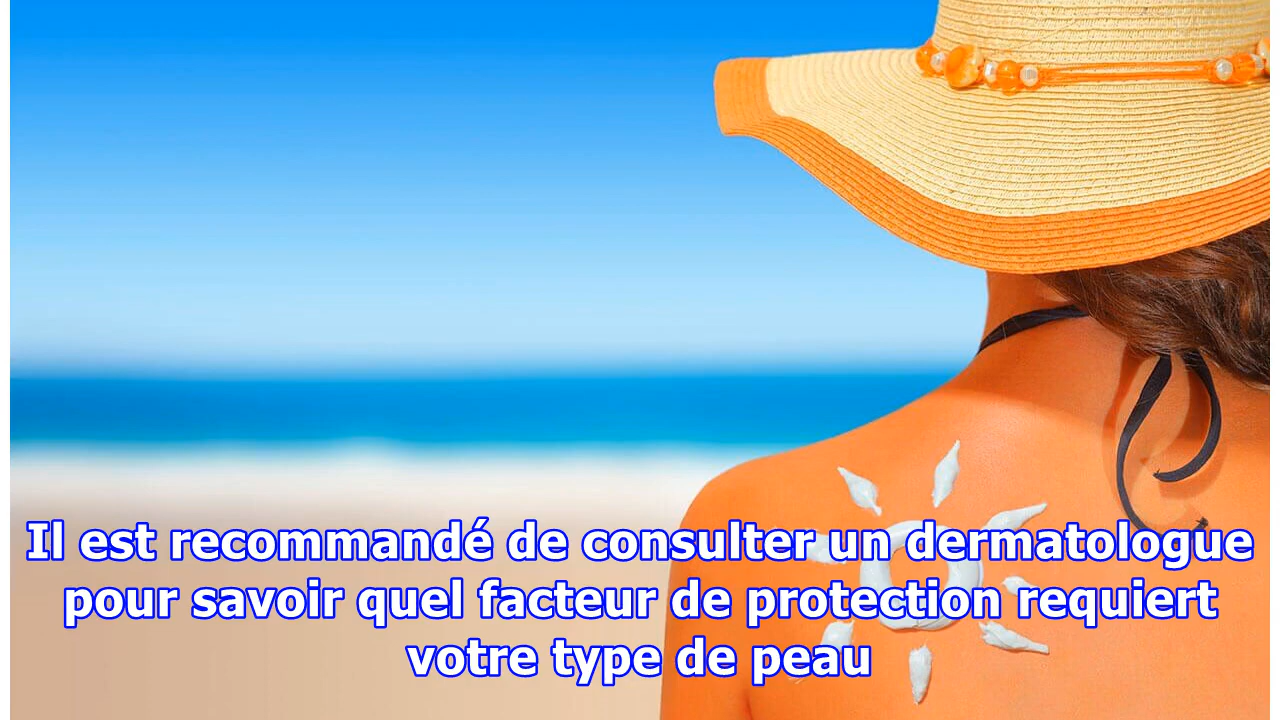 Il est recommandé de consulter un dermatologue
pour savoir quel facteur de protection requiert
votre type de peau